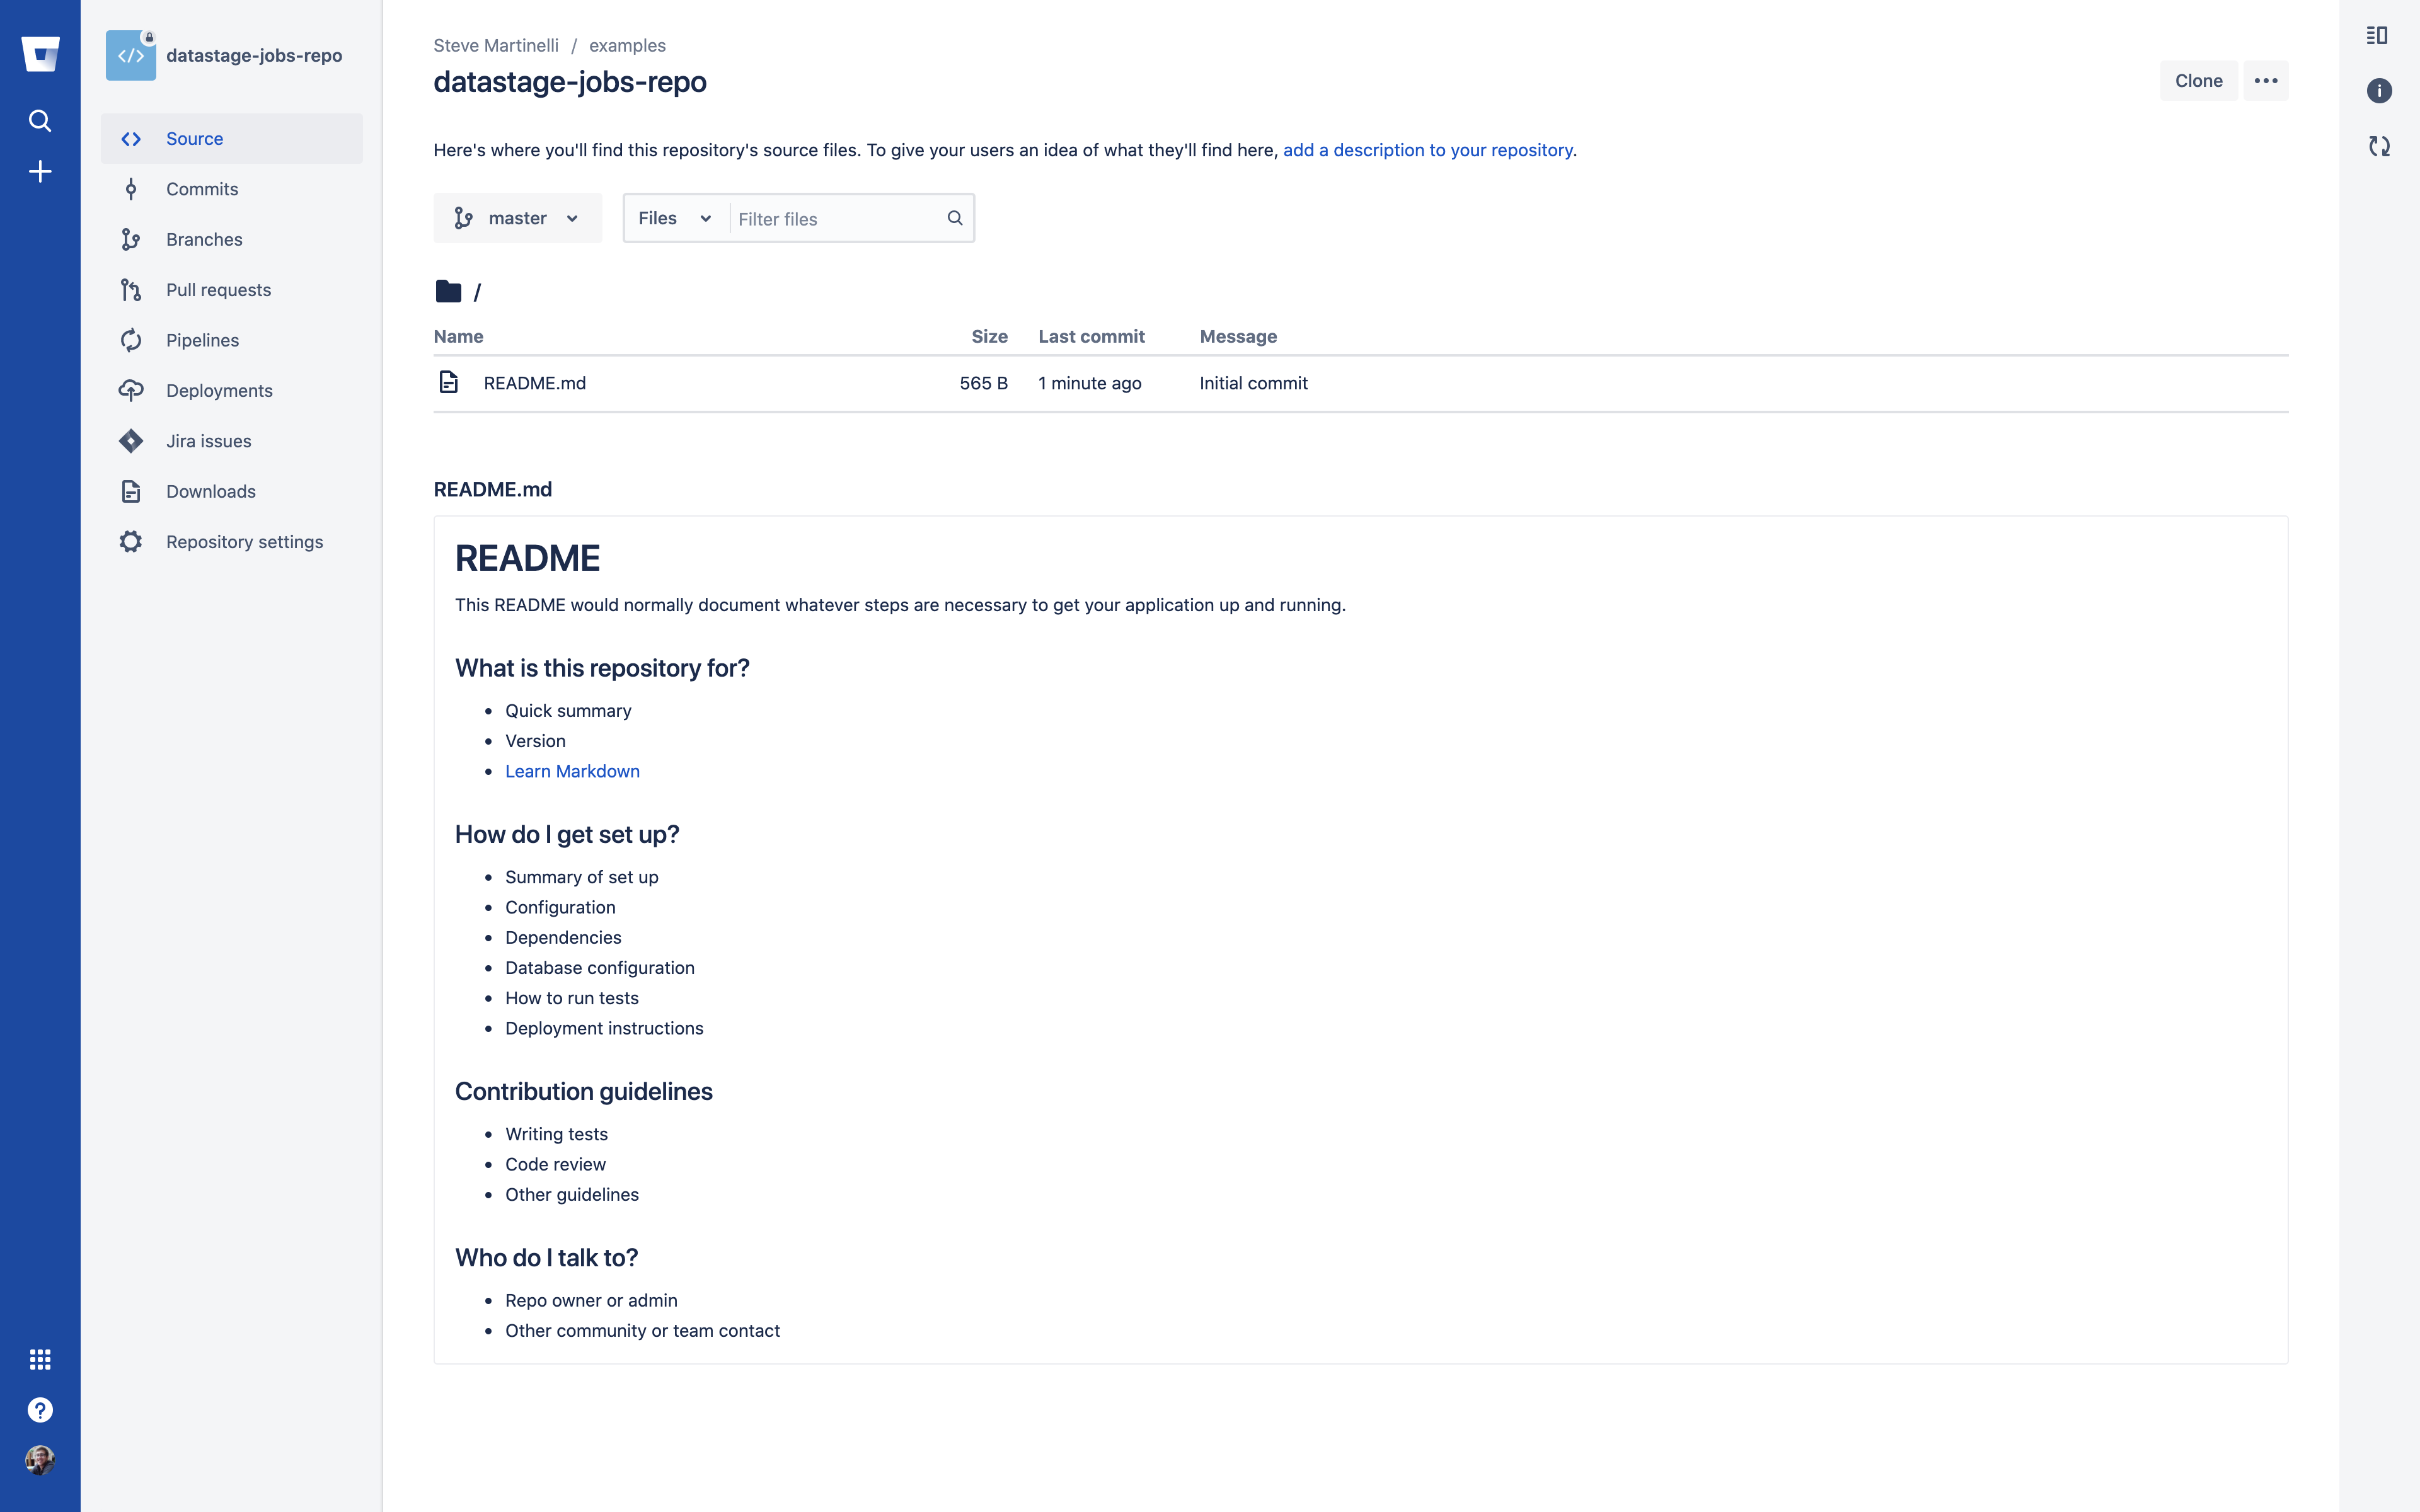 datastage-jobs-repo
Source
Commits
Branches
Pull requests
Pipelines
Deployments
Jira issues
Downloads
Repository settings
Steve Martinelli / examples
datastage-jobs-repo
Clone
Here's where you'll find this repository's source files. To give your users an idea of what they'll find here, add a description to your repository.
master
Files
Filter files
/
Name Size Last commit Message
README.md 565 B 1 minute ago Initial commit
README.md
README
This README would normally document whatever steps are necessary to get your application up and running.
What is this repository for?
• Quick summary
• Version
• Learn Markdown
How do I get set up?
• Summary of set up
• Configuration
• Dependencies
• Database configuration
• How to run tests
• Deployment instructions
Contribution guidelines
• Writing tests
• Code review
• Other guidelines
Who do I talk to?
• Repo owner or admin
• Other community or team contact